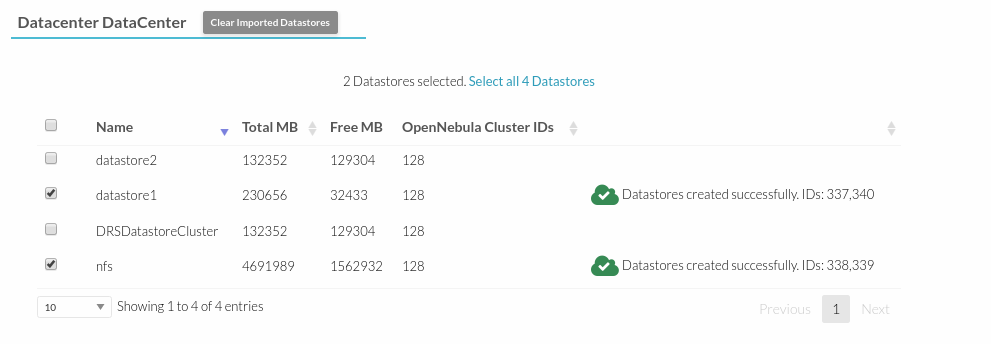 Datacenter DataCenter Clear Imported Datastores
2 Datastores selected. Select all 4 Datastores
Name Total MB Free MB OpenNebula Cluster IDs
datastore2 132352 129304 128
datastore1 230656 32433 128 Datastores created successfully. IDs: 337,340
DRSDatastoreCluster 132352 129304 128
nfs 4691989 1562932 128 Datastores created successfully. IDs: 338,339
10 Showing 1 to 4 of 4 entries Previous 1 Next